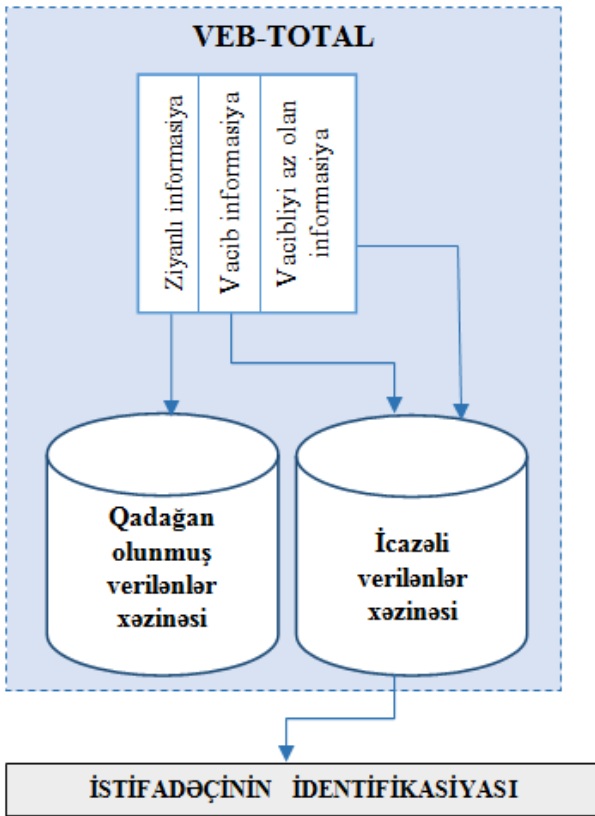 VEB-TOTAL
Ziyanlı informasiya
Vacib informasiya
Vacibliyi az olan
informasiya
Qadağan
olunmuş
verilənlər
xəzinəsi
İcazəli
verilənlər
xəzinəsi
İSTİFADƏÇİNİN İDENTİFİKASİYASI